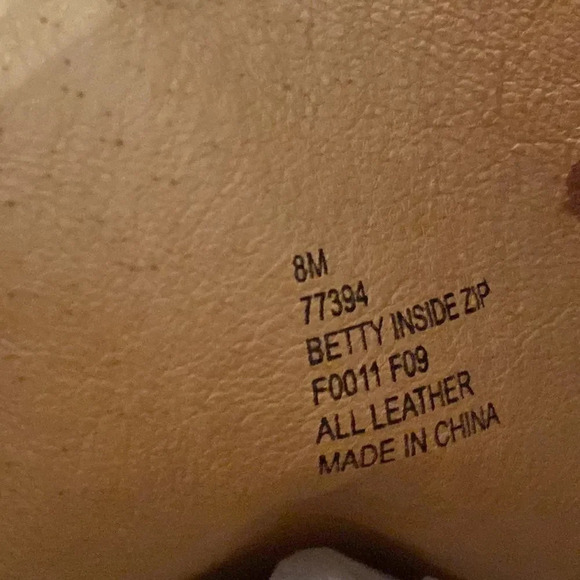 8M
77394
BETTY INSIDE ZIP
F0011 F09
ALL LEATHER
MADE IN CHINA